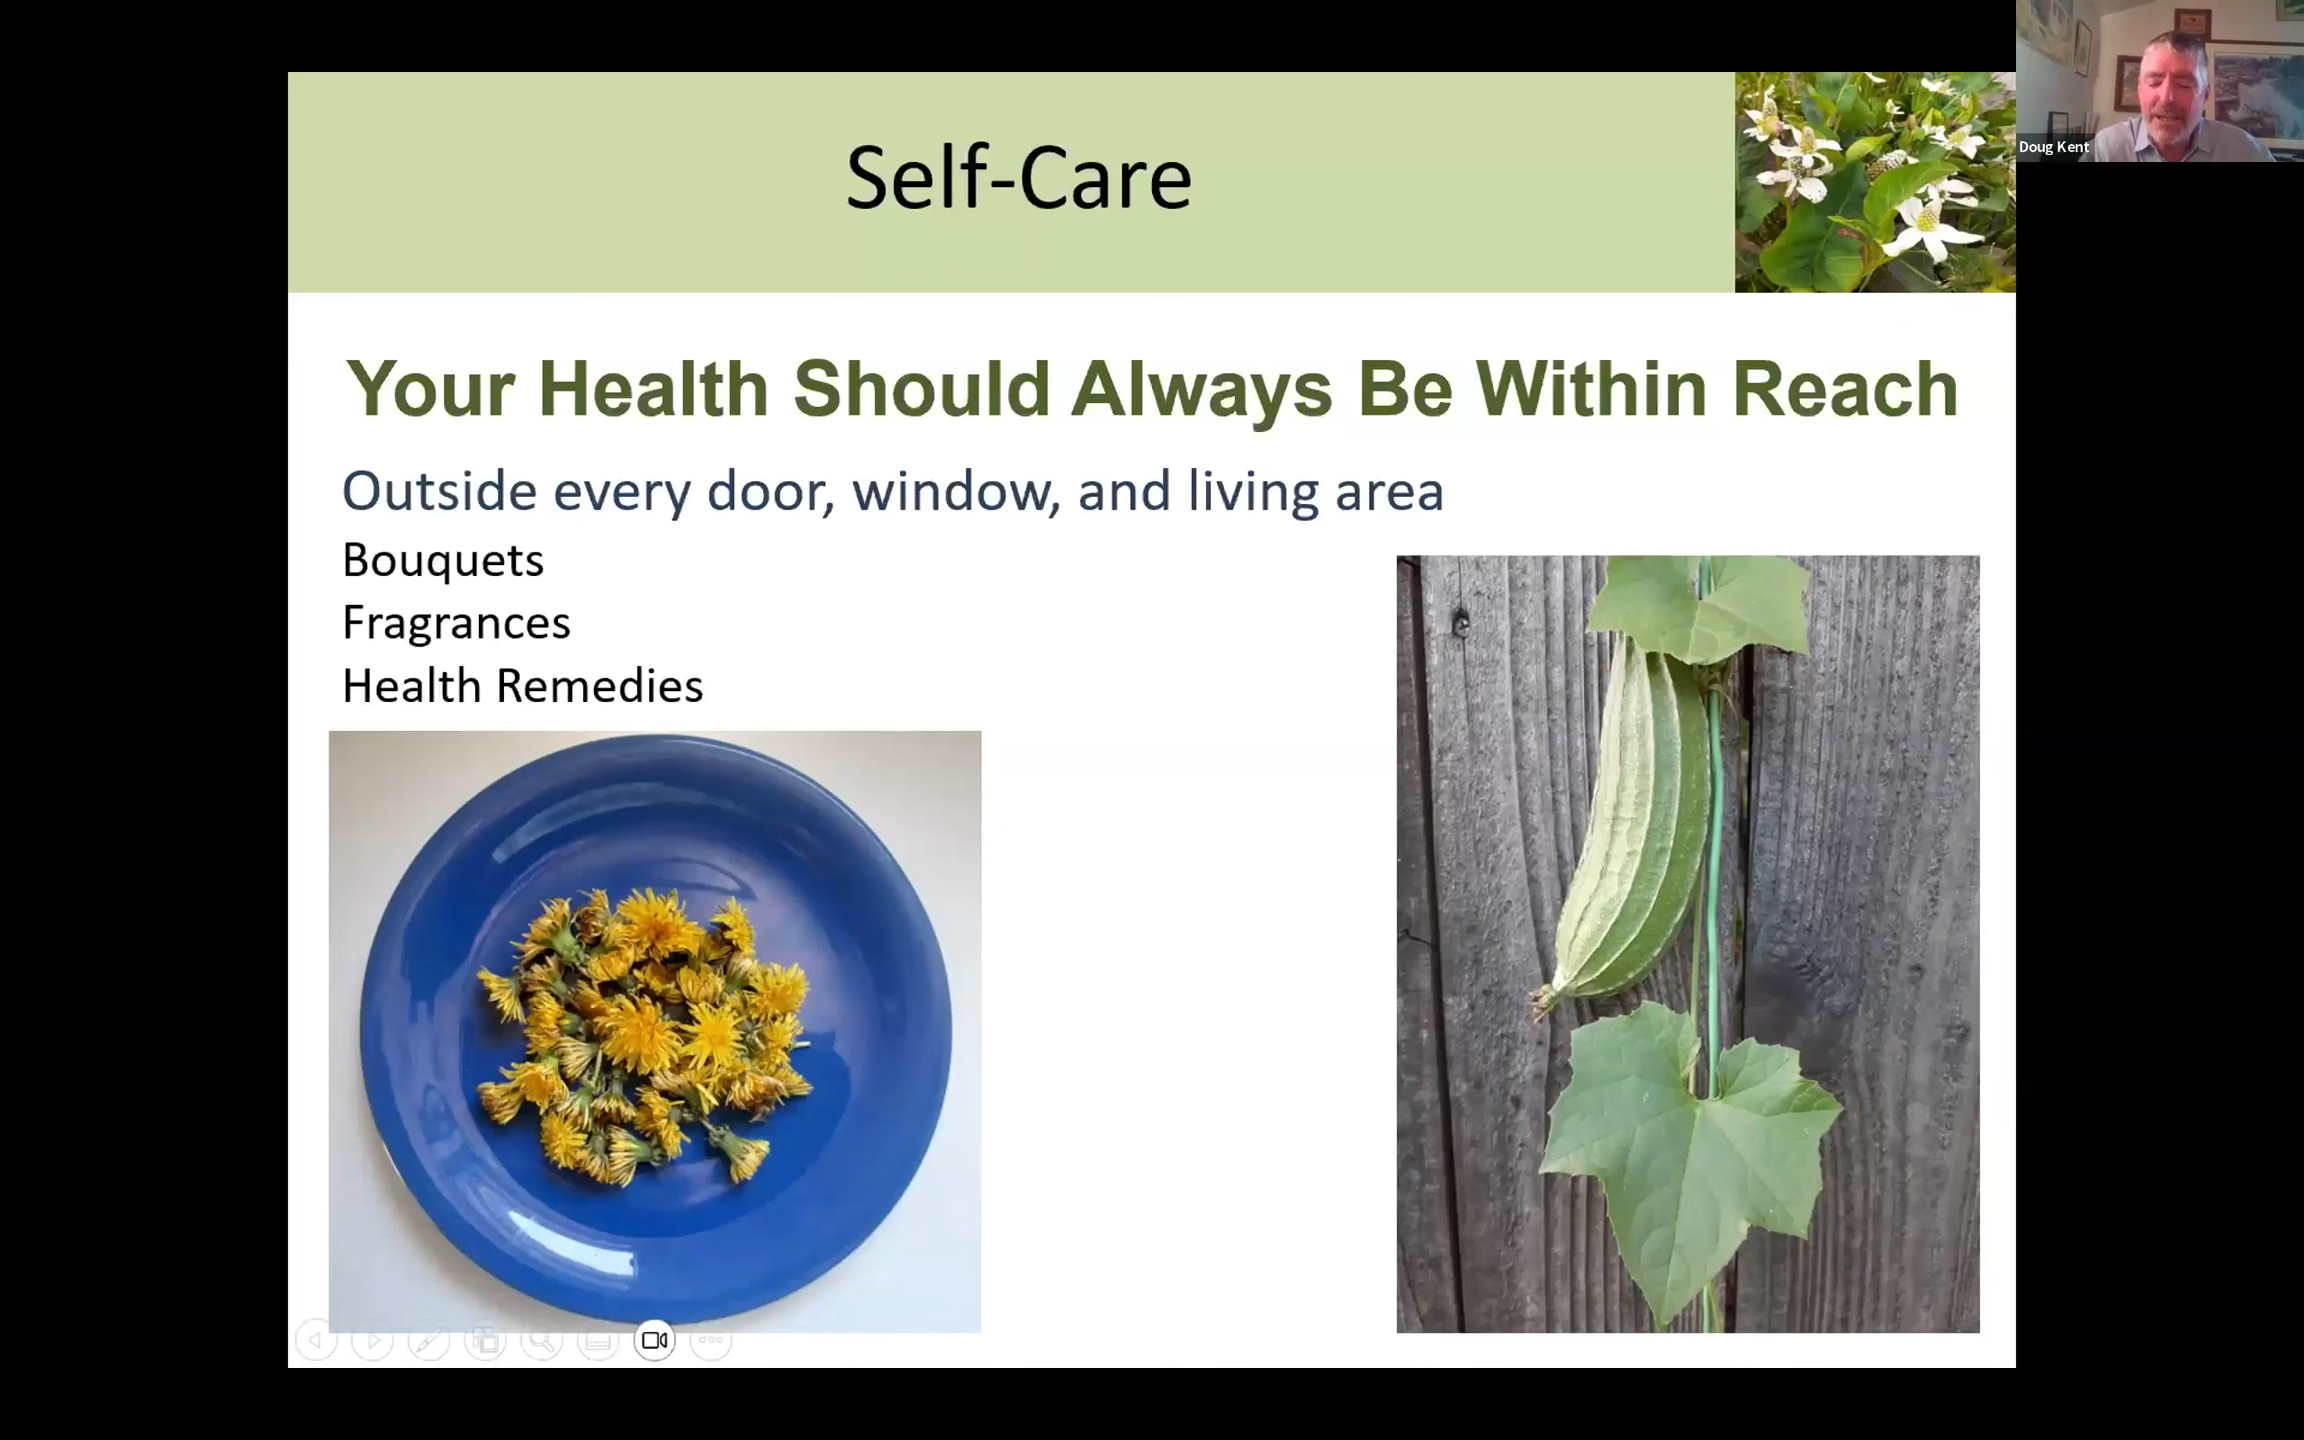 Self-Care
Doug Kent
Your Health Should Always Be Within Reach
Outside every door, window, and living area
Bouquets
Fragrances
Health Remedies